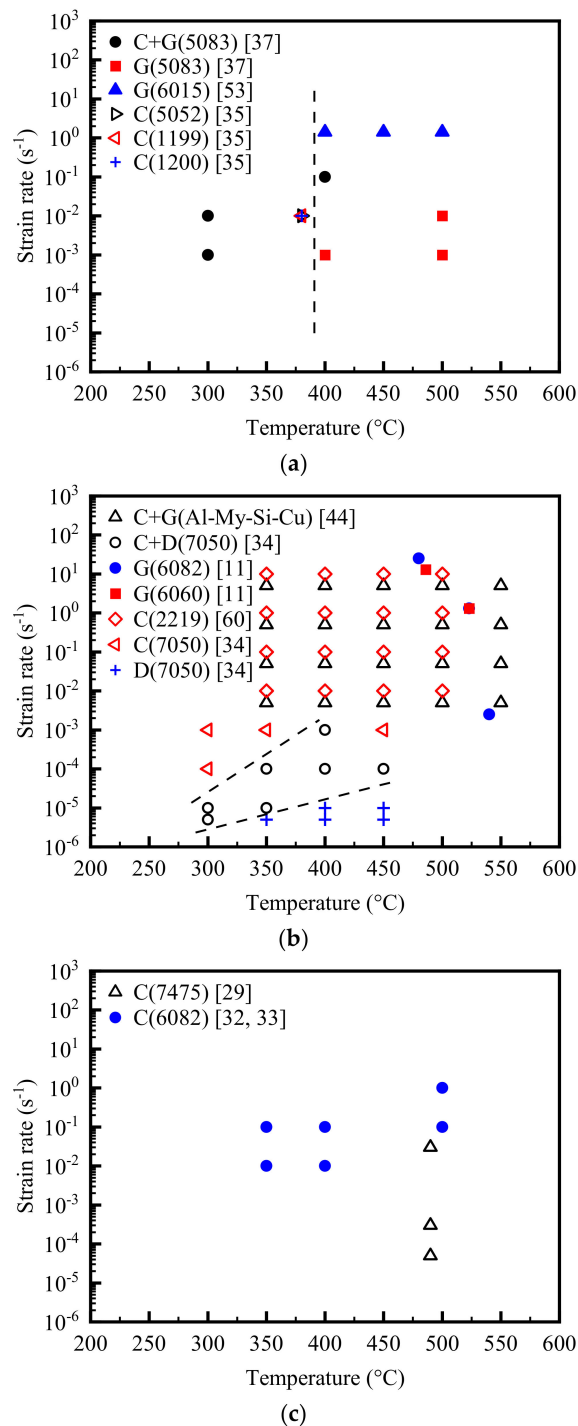 10³
10²
10¹
10⁰
10⁻¹
10⁻²
10⁻³
10⁻⁴
10⁻⁵
10⁻⁶
Strain rate (s⁻¹)
C+G(5083) [37]
G(5083) [37]
G(6015) [53]
C(5052) [35]
C(1199) [35]
C(1200) [35]
200 250 300 350 400 450 500 550 600
Temperature (°C)
(a)
10³
10²
10¹
10⁰
10⁻¹
10⁻²
10⁻³
10⁻⁴
10⁻⁵
10⁻⁶
Strain rate (s⁻¹)
C+G(Al-My-Si-Cu) [44]
C+D(7050) [34]
G(6082) [11]
G(6060) [11]
C(2219) [60]
C(7050) [34]
D(7050) [34]
200 250 300 350 400 450 500 550 600
Temperature (°C)
(b)
10³
10²
10¹
10⁰
10⁻¹
10⁻²
10⁻³
10⁻⁴
10⁻⁵
10⁻⁶
Strain rate (s⁻¹)
C(7475) [29]
C(6082) [32, 33]
200 250 300 350 400 450 500 550 600
Temperature (°C)
(c)